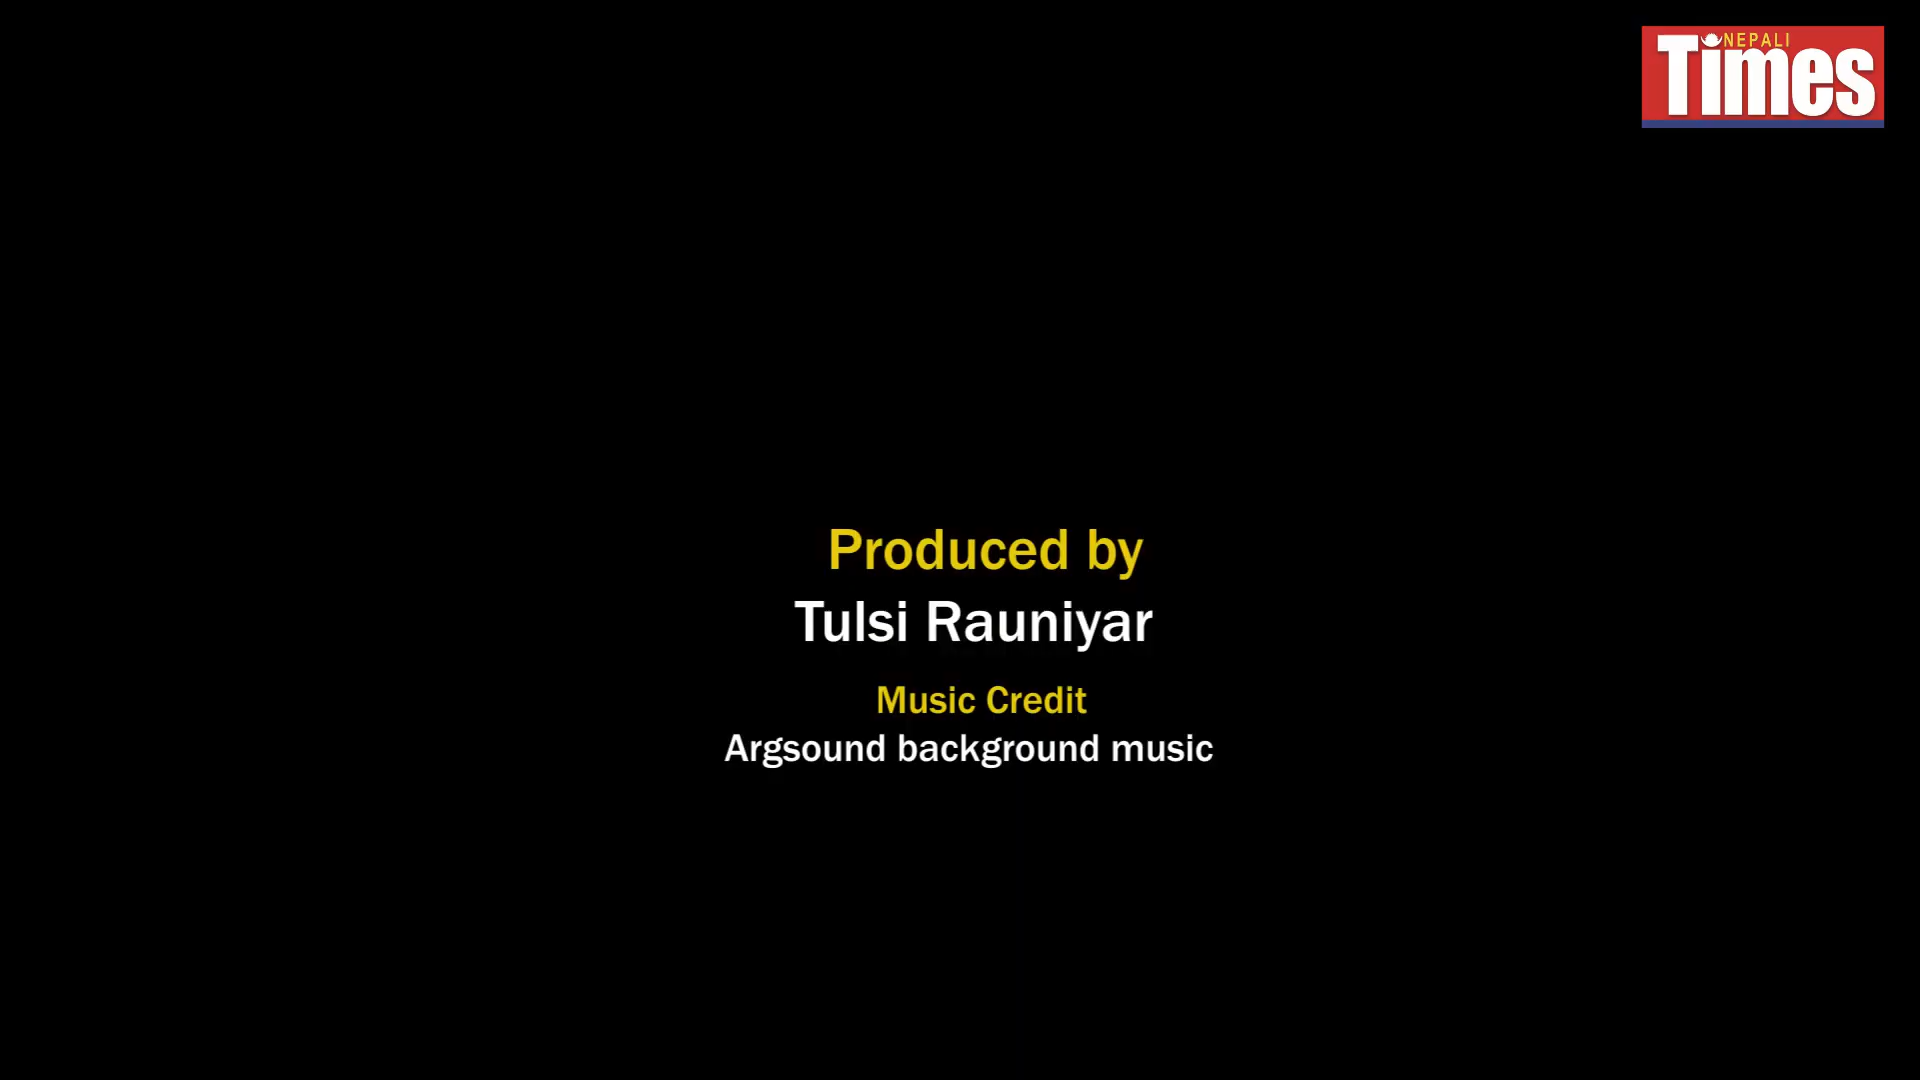 NEPALI
Times
Produced by
Tulsi Rauniyar
Music Credit
Argsound background music